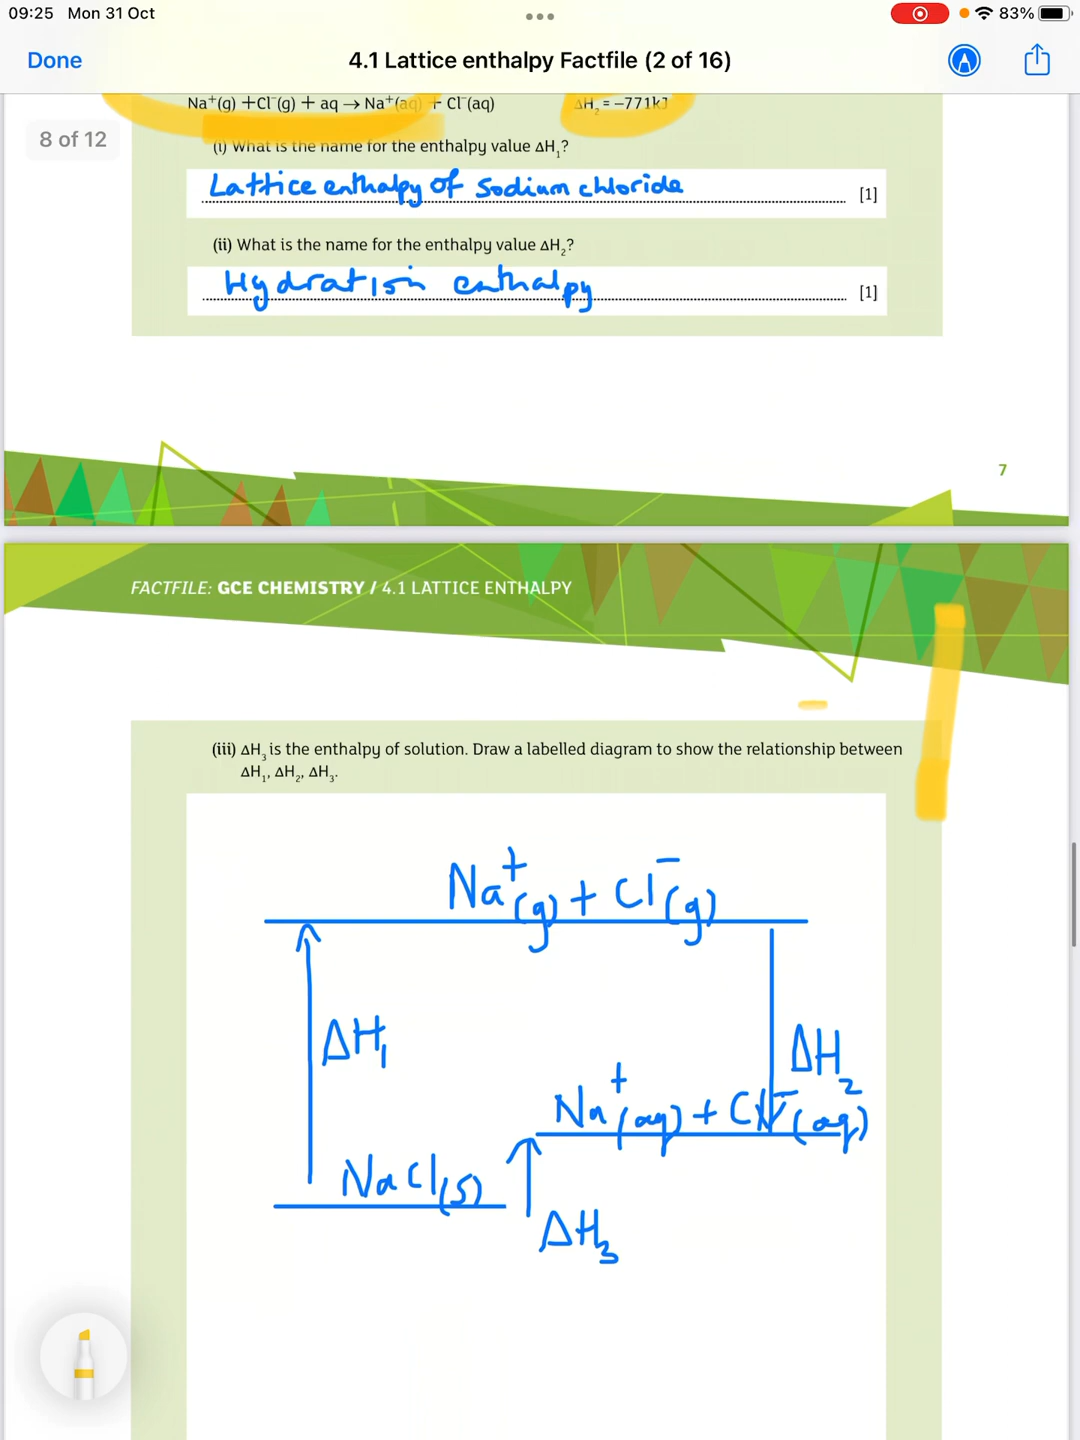 09:25 Mon 31 Oct
83%
Done
4.1 Lattice enthalpy Factfile (2 of 16)
8 of 12
Na⁺(g) + Cl⁻(g) + aq → Na⁺(aq) + Cl⁻(aq) ΔH₂ = −771kJ
(i) What is the name for the enthalpy value ΔH₁?
Lattice enthalpy of Sodium chloride [1]
(ii) What is the name for the enthalpy value ΔH₂?
Hydration enthalpy [1]
7
FACTFILE: GCE CHEMISTRY / 4.1 LATTICE ENTHALPY
(iii) ΔH₃ is the enthalpy of solution. Draw a labelled diagram to show the relationship between
ΔH₁, ΔH₂, ΔH₃.
Na⁺(g) + Cl⁻(g)
ΔH₁
ΔH₂
Na⁺(aq) + Cl⁻(aq)
NaCl(s)
ΔH₃